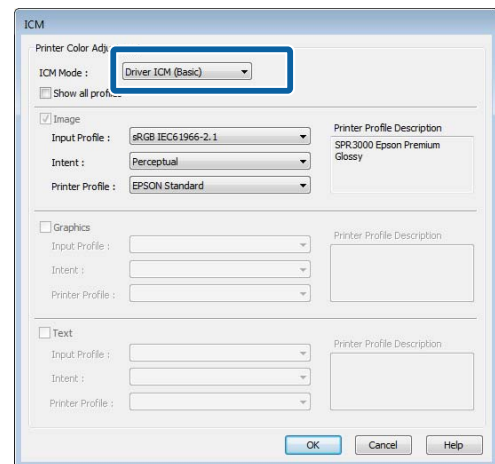 ICM
Printer Color Adju
ICM Mode : Driver ICM (Basic)
Show all profiles
Image
Input Profile : sRGB IEC61966-2.1
Intent : Perceptual
Printer Profile : EPSON Standard
Printer Profile Description
SPR3000 Epson Premium
Glossy
Graphics
Input Profile :
Intent :
Printer Profile :
Printer Profile Description
Text
Input Profile :
Intent :
Printer Profile :
Printer Profile Description
OK Cancel Help